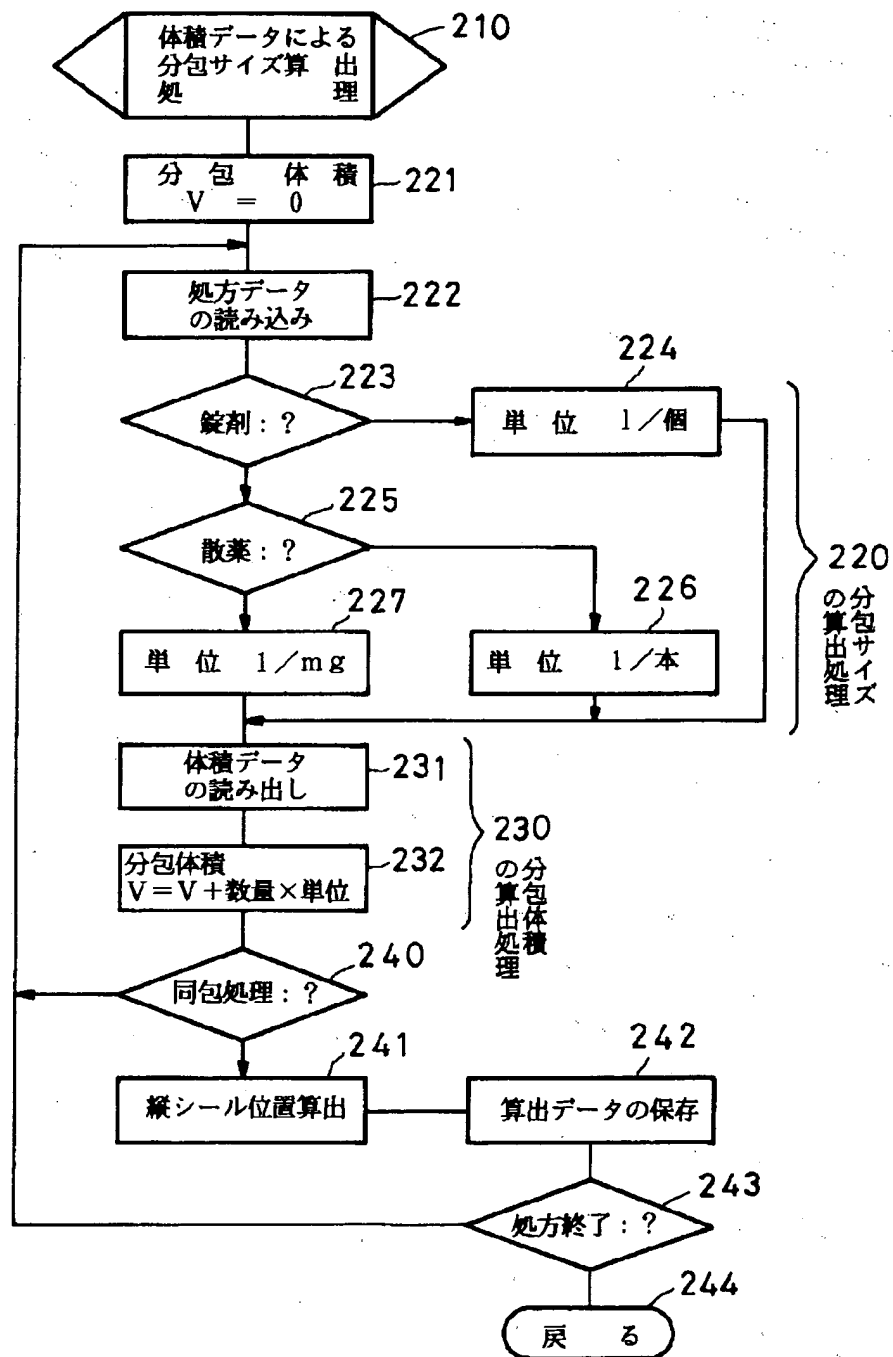 体積データによる
分包サイズ算出
処理
210
分包体積
V = 0
221
処方データ
の読み込み
222
223
錠剤：？
224
単位 1／個
225
散薬：？
227
単位 1／mg
226
単位 1／本
220
分包サイズ
の算出処理
体積データ
の読み出し
231
分包体積
V＝V＋数量×単位
232
230
分包体積
の算出処理
240
同包処理：？
241
縦シール位置算出
242
算出データの保存
243
処方終了：？
244
戻る